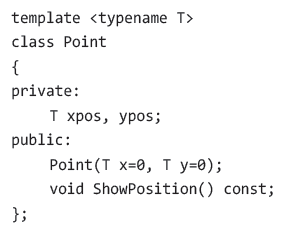 template <typename T>
class Point
{
private:
    T xpos, ypos;
public:
    Point(T x=0, T y=0);
    void ShowPosition() const;
};